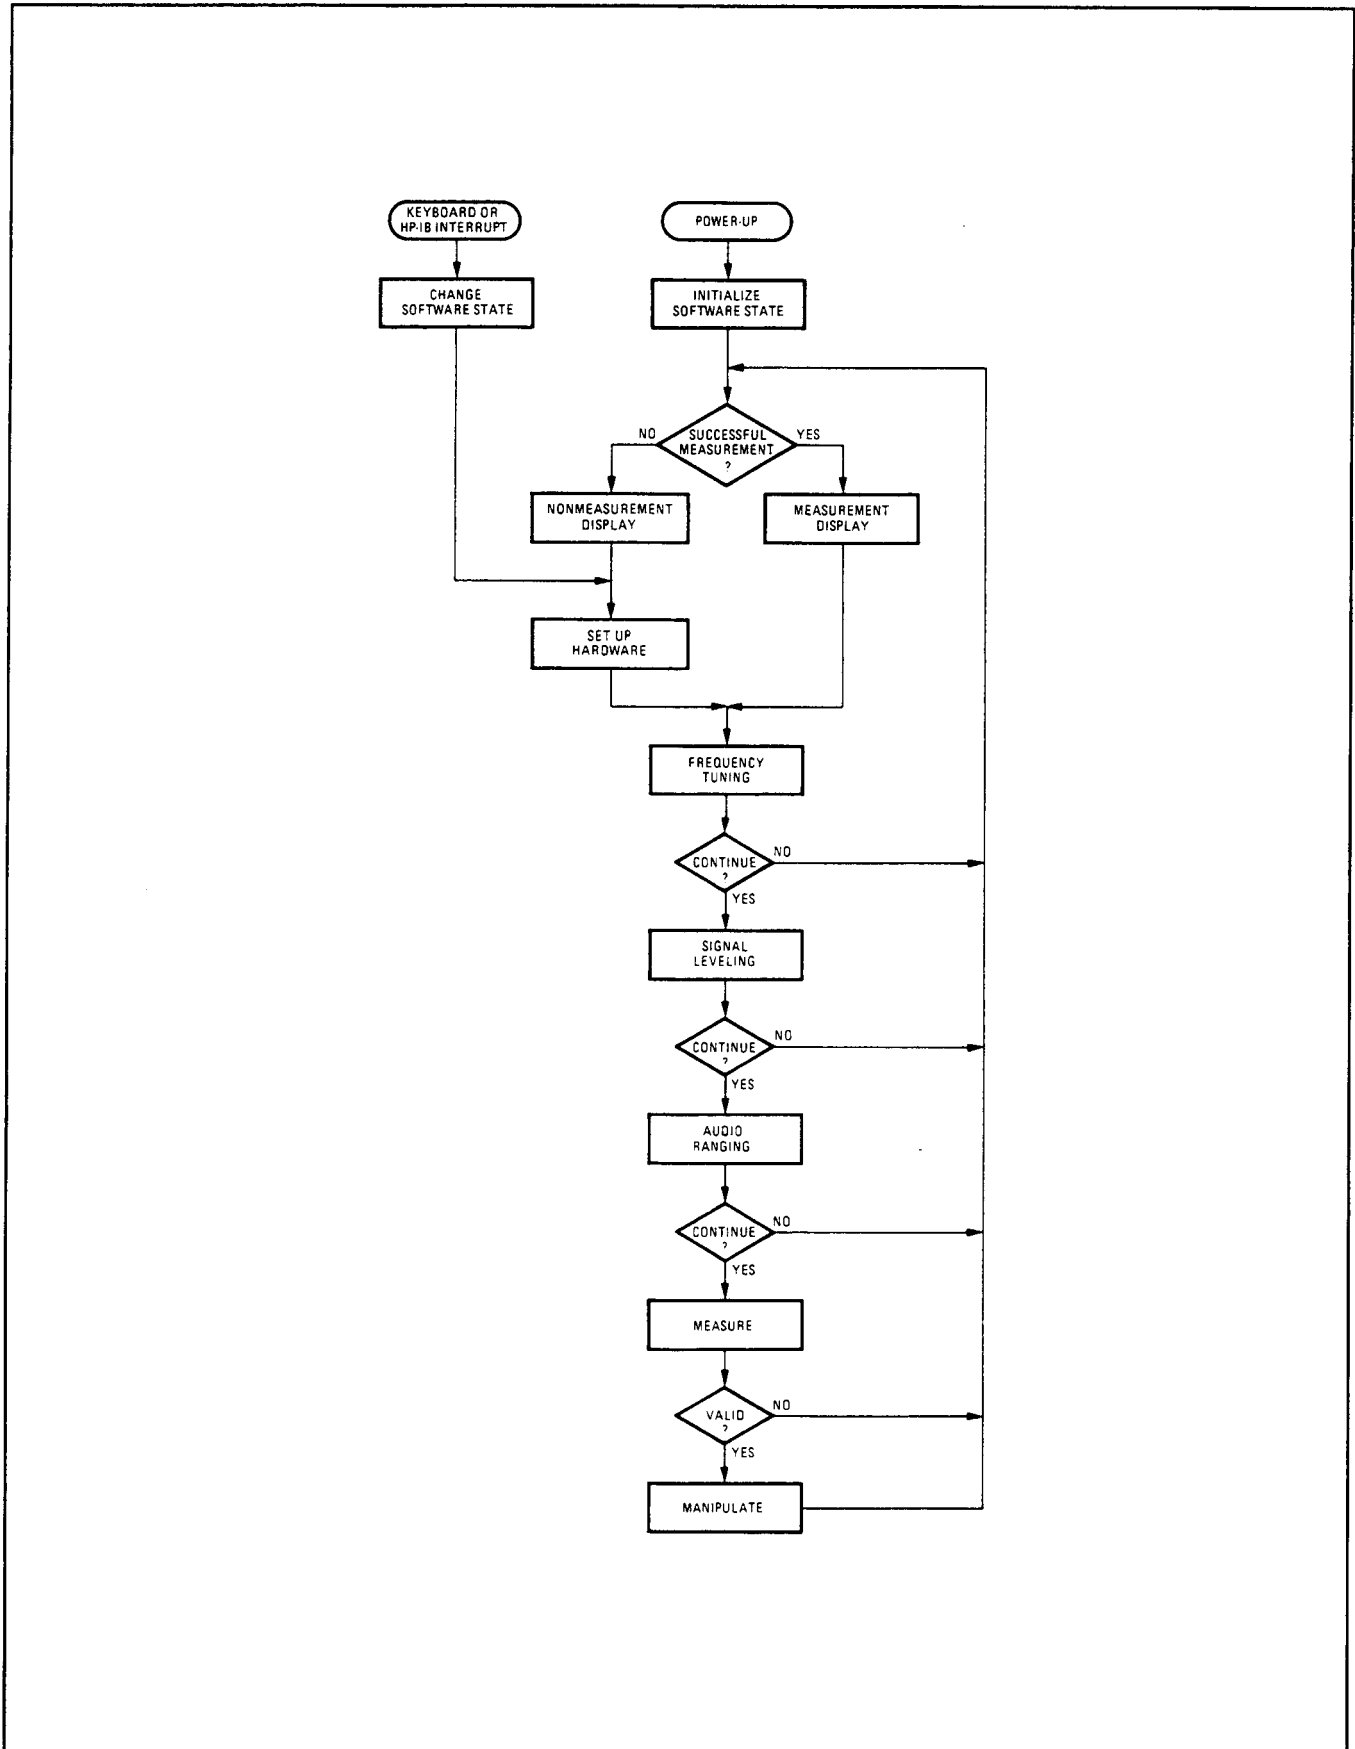 KEYBOARD OR
HP-IB INTERRUPT
POWER-UP
CHANGE
SOFTWARE STATE
INITIALIZE
SOFTWARE STATE
NO
SUCCESSFUL
MEASUREMENT
?
YES
NONMEASUREMENT
DISPLAY
MEASUREMENT
DISPLAY
SET UP
HARDWARE
FREQUENCY
TUNING
CONTINUE
?
NO
YES
SIGNAL
LEVELING
CONTINUE
?
NO
YES
AUDIO
RANGING
CONTINUE
?
NO
YES
MEASURE
VALID
?
NO
YES
MANIPULATE